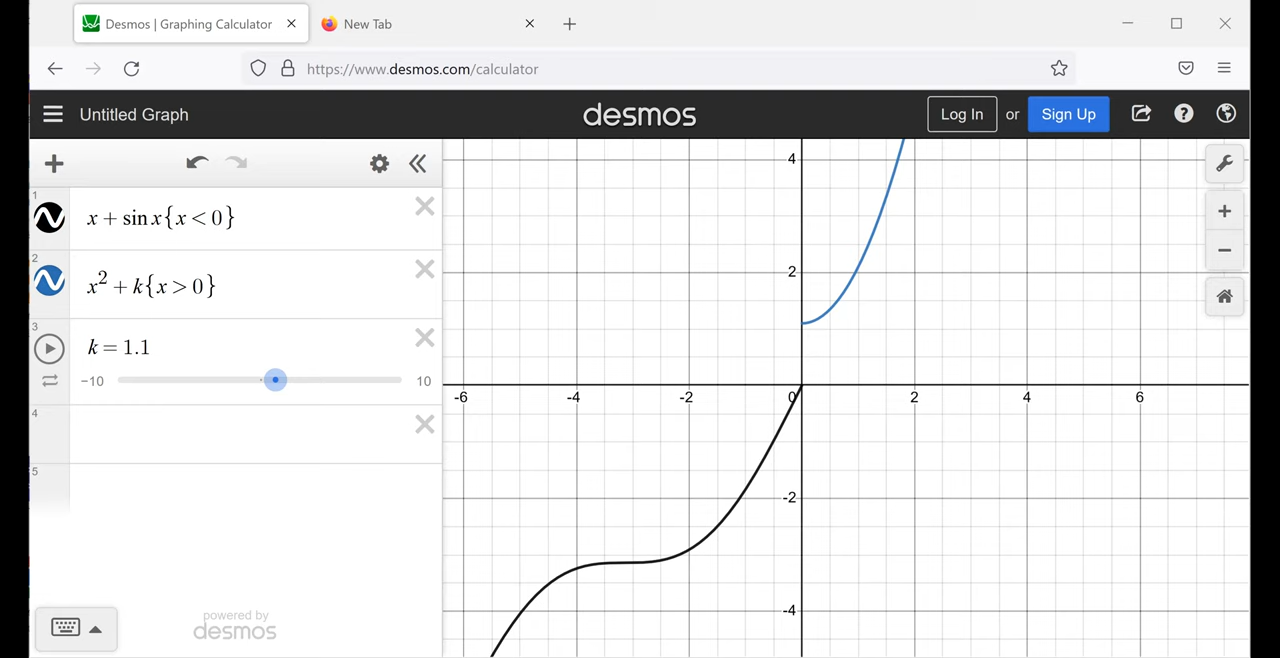 Desmos | Graphing Calculator
New Tab
https://www.desmos.com/calculator
Untitled Graph
desmos
Log In or Sign Up
1
x + sin x{x < 0}
2
x² + k{x > 0}
3
k = 1.1
−10
10
4
5
powered by
desmos
4
2
-6 -4 -2 0 2 4 6
-2
-4